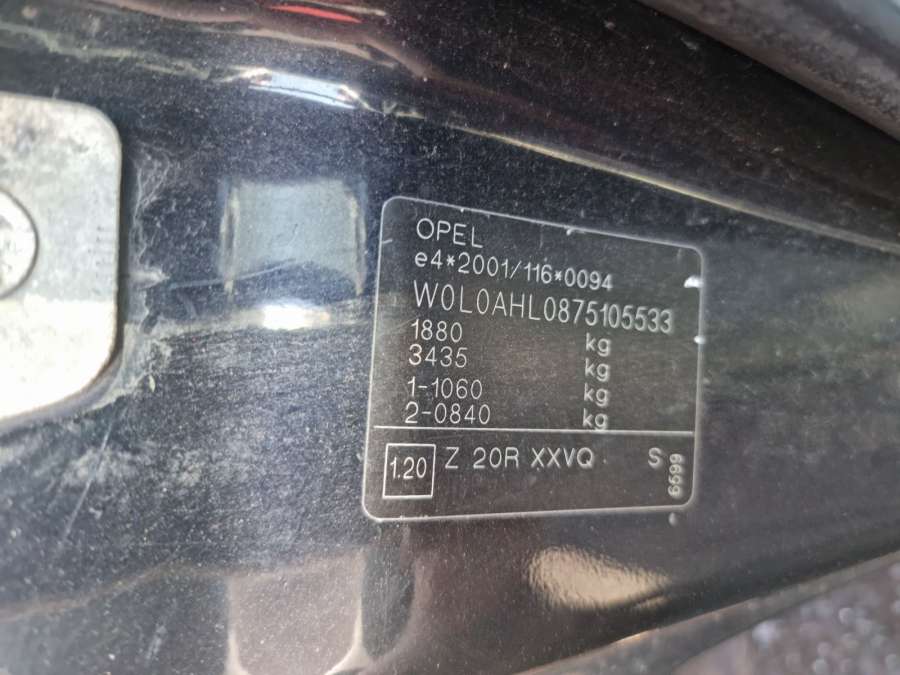 OPEL
e4*2001/116*0094
W0L0AHL0875105533
1880 kg
3435 kg
1-1060 kg
2-0840 kg
1.20 Z 20R XXVQ S 6599